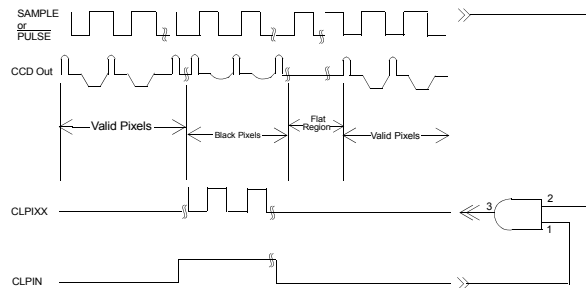 SAMPLE
or
PULSE
CCD Out
Valid Pixels
Black Pixels
Flat
Region
Valid Pixels
CLPIXX
3
2
1
CLPIN